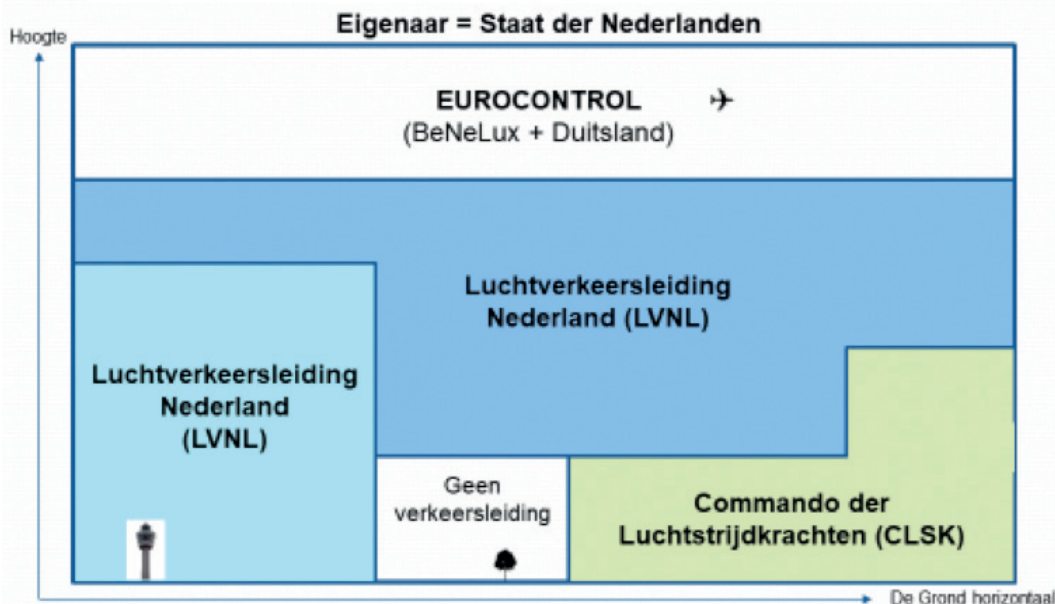 Eigenaar = Staat der Nederlanden
Hoogte
EUROCONTROL
(BeNeLux + Duitsland)
Luchtverkeersleiding
Nederland (LVNL)
Luchtverkeersleiding
Nederland
(LVNL)
Geen
verkeersleiding
Commando der
Luchtstrijdkrachten (CLSK)
De Grond horizontaal